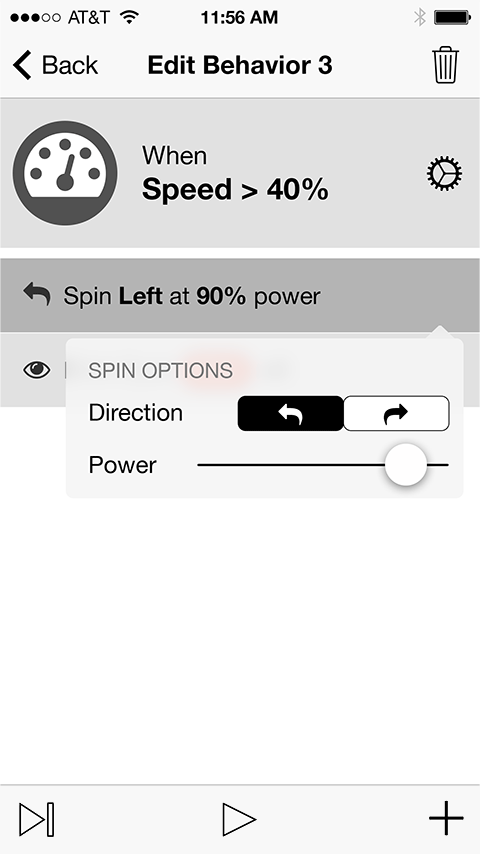 AT&T 11:56 AM
Back Edit Behavior 3
When
Speed > 40%
Spin Left at 90% power
SPIN OPTIONS
Direction
Power